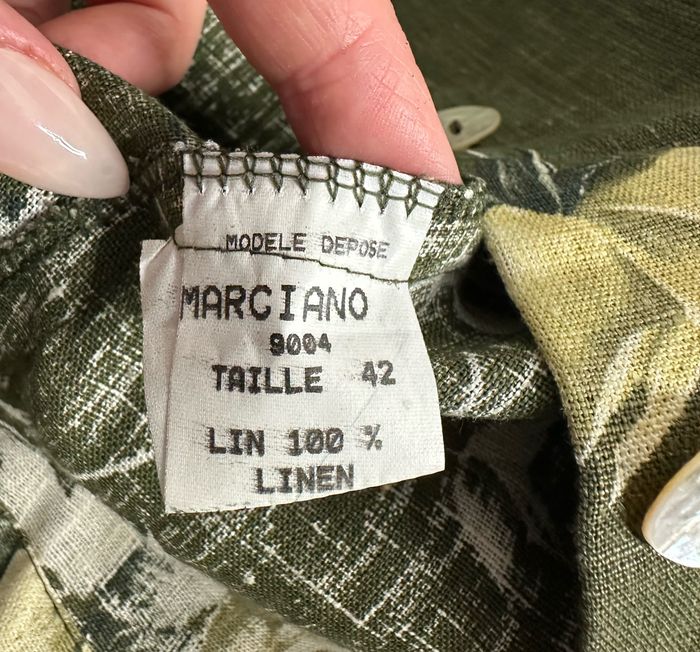 MODELE DEPOSE
MARCIANO
9004
TAILLE 42
LIN 100 %
LINEN